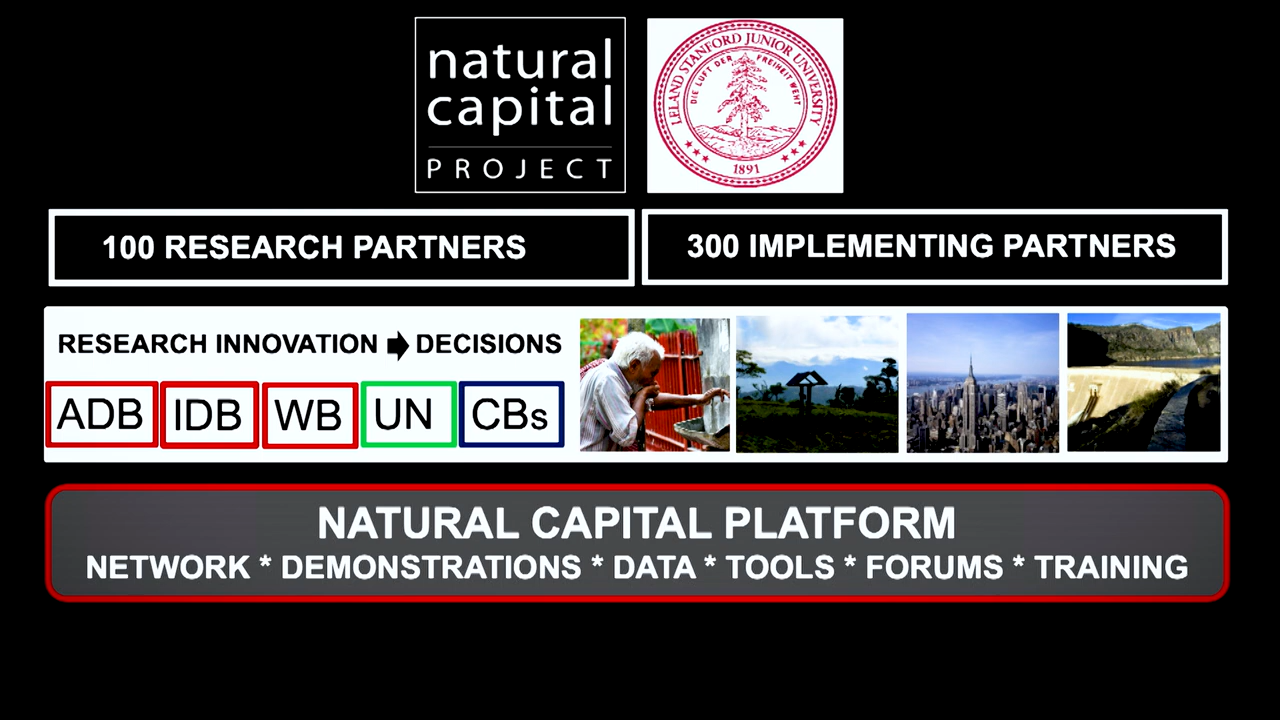 natural
capital
PROJECT
LELAND STANFORD JUNIOR UNIVERSITY
DIE LUFT DER FREIHEIT WEHT
1891
100 RESEARCH PARTNERS
300 IMPLEMENTING PARTNERS
RESEARCH INNOVATION DECISIONS
ADB IDB WB UN CBs
NATURAL CAPITAL PLATFORM
NETWORK * DEMONSTRATIONS * DATA * TOOLS * FORUMS * TRAINING